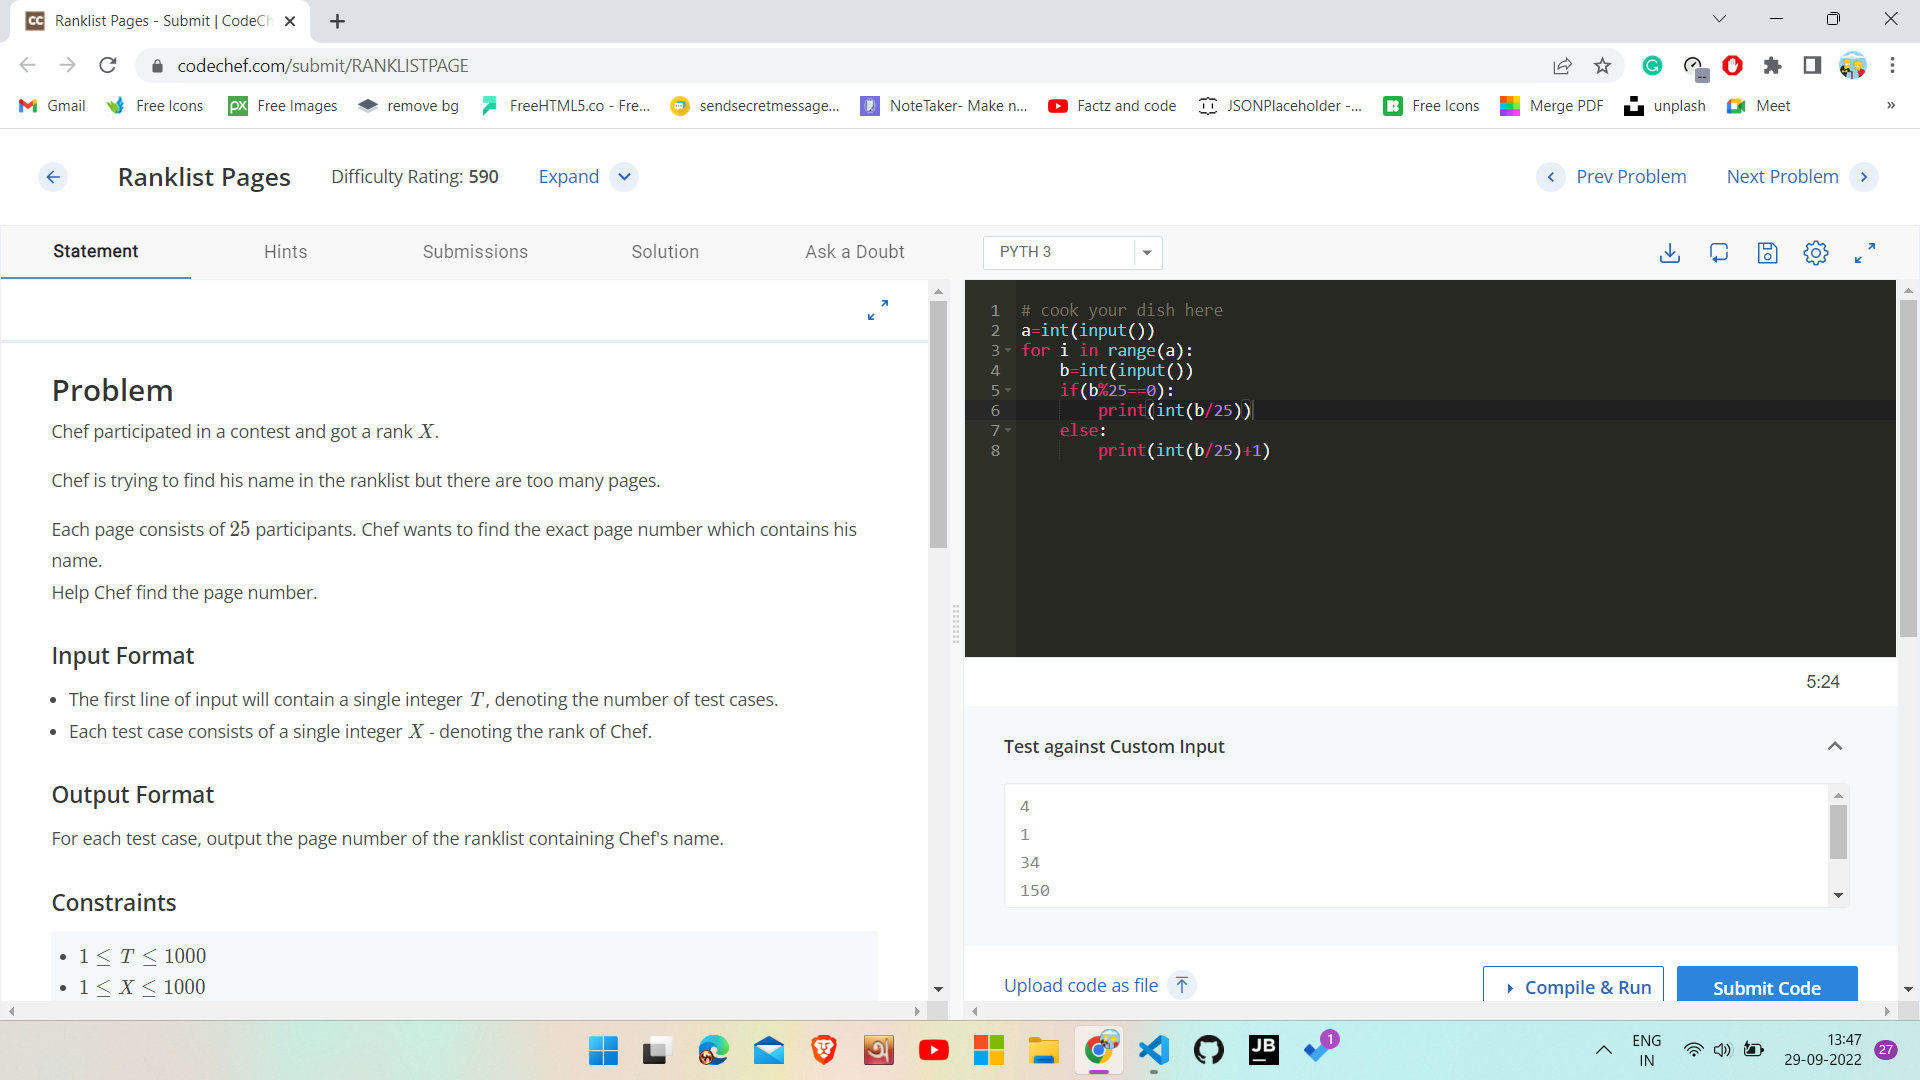 Ranklist Pages - Submit | CodeCh
codechef.com/submit/RANKLISTPAGE
Gmail
Free Icons
Free Images
remove bg
FreeHTML5.co - Fre...
sendsecretmessage...
NoteTaker- Make n...
Factz and code
JSONPlaceholder -...
Free Icons
Merge PDF
unplash
Meet
»
Ranklist Pages
Difficulty Rating: 590
Expand
Prev Problem
Next Problem
Statement
Hints
Submissions
Solution
Ask a Doubt
Problem
Chef participated in a contest and got a rank X.
Chef is trying to find his name in the ranklist but there are too many pages.
Each page consists of 25 participants. Chef wants to find the exact page number which contains his
name.
Help Chef find the page number.
Input Format
• The first line of input will contain a single integer T, denoting the number of test cases.
• Each test case consists of a single integer X - denoting the rank of Chef.
Output Format
For each test case, output the page number of the ranklist containing Chef's name.
Constraints
• 1 ≤ T ≤ 1000
• 1 ≤ X ≤ 1000
PYTH 3
1 # cook your dish here
2 a=int(input())
3 for i in range(a):
4     b=int(input())
5     if(b%25==0):
6         print(int(b/25))
7     else:
8         print(int(b/25)+1)
5:24
Test against Custom Input
4
1
34
150
Upload code as file
Compile & Run
Submit Code
JB
1
ENG
IN
13:47
29-09-2022
27